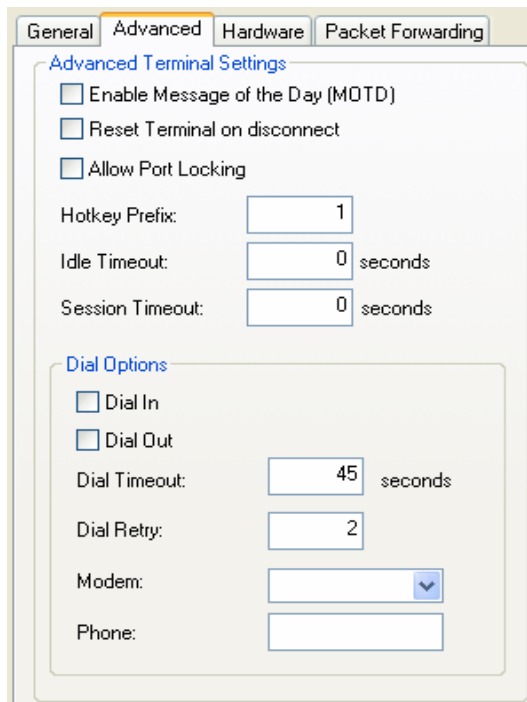 General Advanced Hardware Packet Forwarding
Advanced Terminal Settings
Enable Message of the Day (MOTD)
Reset Terminal on disconnect
Allow Port Locking
Hotkey Prefix: 1
Idle Timeout: 0 seconds
Session Timeout: 0 seconds
Dial Options
Dial In
Dial Out
Dial Timeout: 45 seconds
Dial Retry: 2
Modem:
Phone: